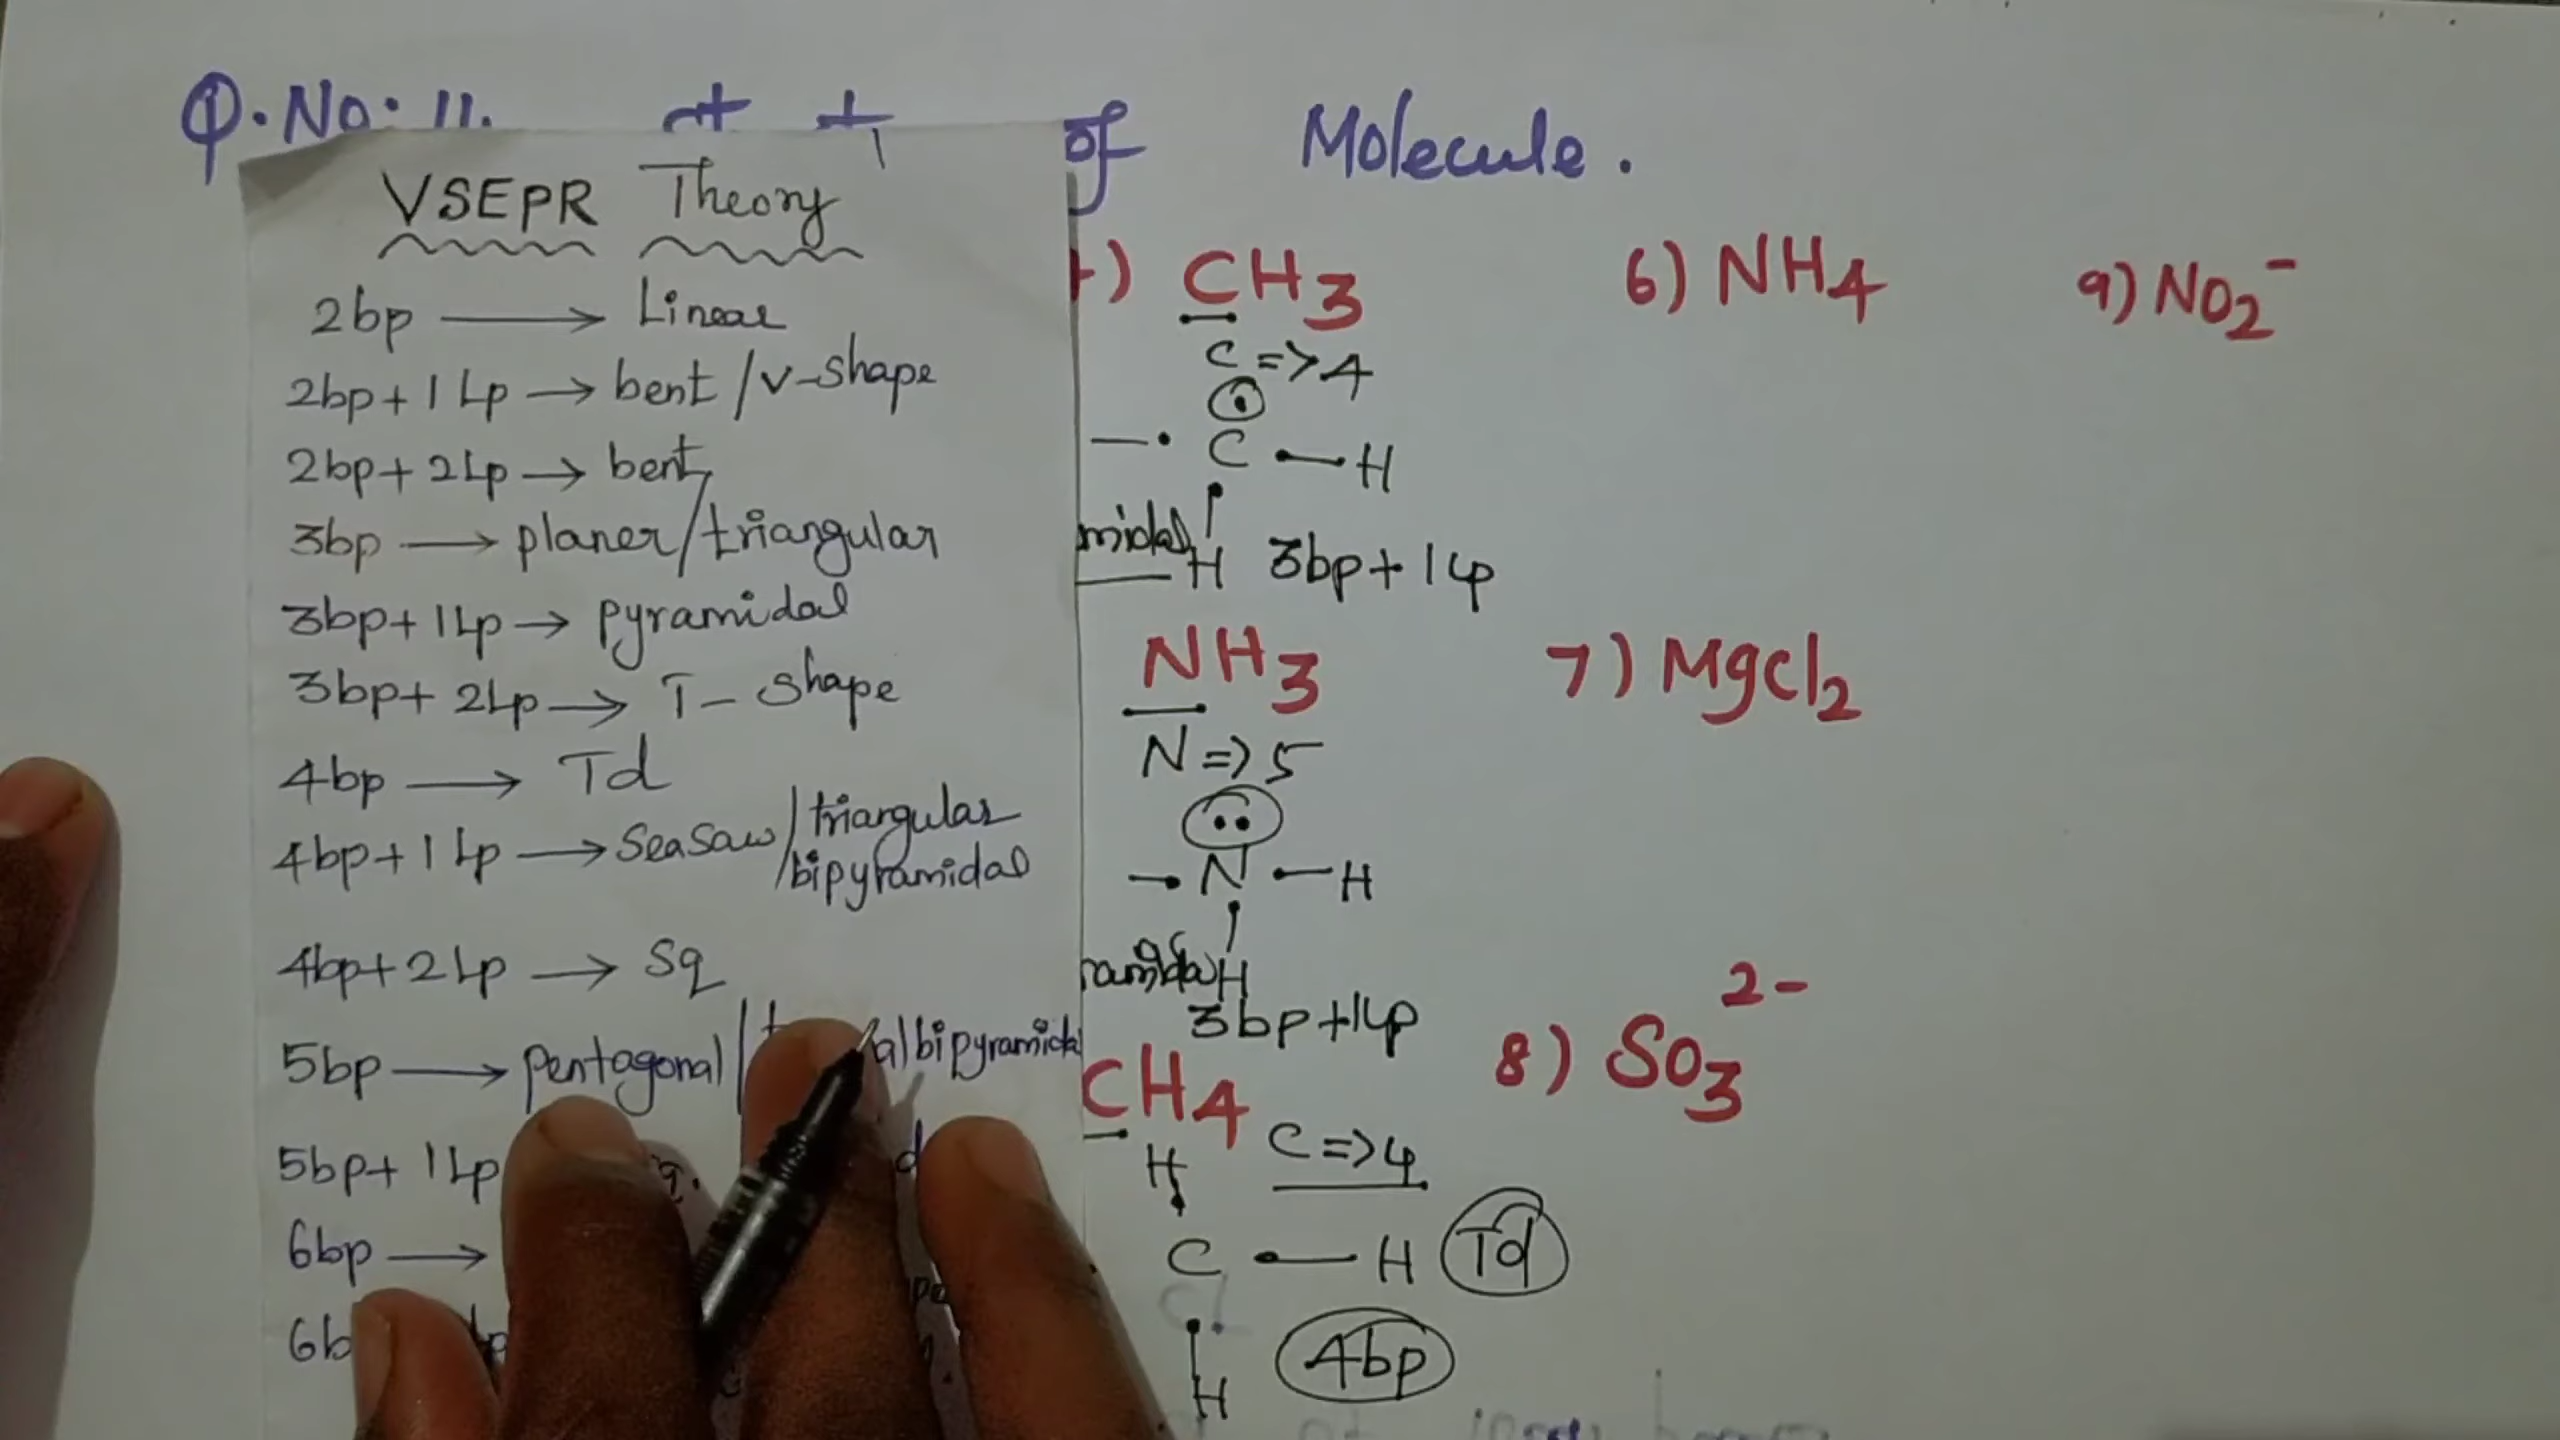 Q.No. 11. of Molecule.
VSEPR Theory
2bp → Linear
2bp+1Lp → bent/v-shape
2bp+2Lp → bent
3bp → planer/triangular
3bp+1Lp → pyramidal
3bp+2Lp → T-shape
4bp → Td
4bp+1Lp → Seasaw/triangular bipyramidal
4bp+2Lp → Sq
5bp → pentagonal/ bipyramidal
5bp+1Lp
6bp →
CH3
C=>4
C H
H 3bp+1Lp
NH3
N=>5
N H
H
3bp+1Lp
CH4
H C=>4
C H Td
4bp
H
6) NH4
7) MgCl2
8) SO3 2-
9) NO2-